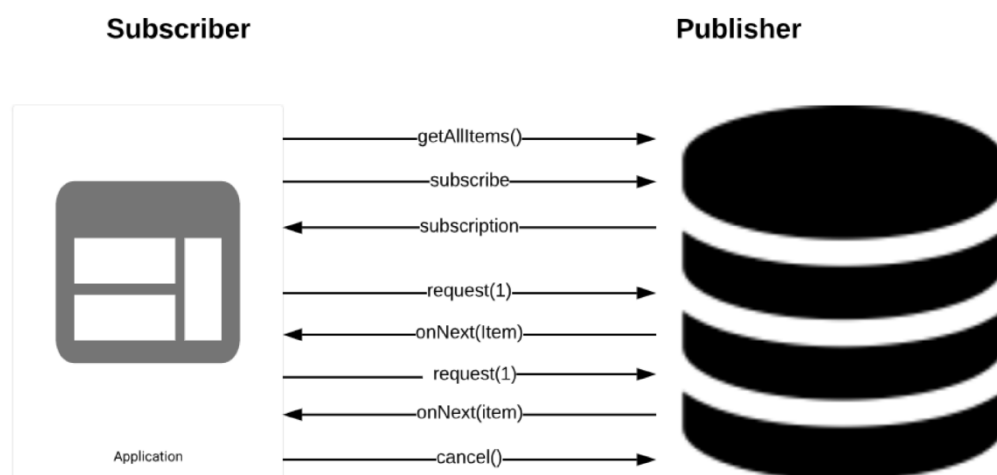 Subscriber
Publisher
getAllItems()
subscribe
subscription
request(1)
onNext(Item)
request(1)
onNext(item)
cancel()
Application